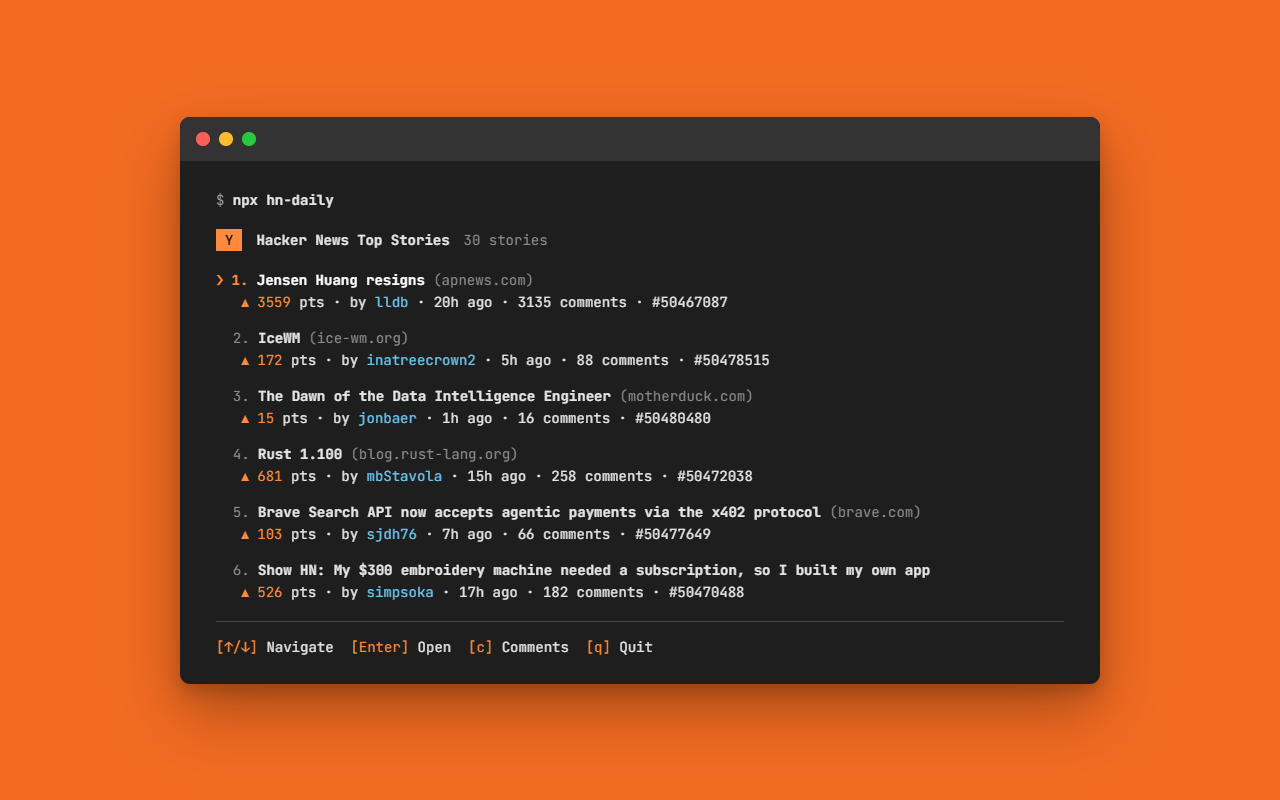 $ npx hn-daily
Y Hacker News Top Stories 30 stories
❯ 1. Jensen Huang resigns (apnews.com)
▲ 3559 pts · by lldb · 20h ago · 3135 comments · #50467087
2. IceWM (ice-wm.org)
▲ 172 pts · by inatreecrown2 · 5h ago · 88 comments · #50478515
3. The Dawn of the Data Intelligence Engineer (motherduck.com)
▲ 15 pts · by jonbaer · 1h ago · 16 comments · #50480480
4. Rust 1.100 (blog.rust-lang.org)
▲ 681 pts · by mbStavola · 15h ago · 258 comments · #50472038
5. Brave Search API now accepts agentic payments via the x402 protocol (brave.com)
▲ 103 pts · by sjdh76 · 7h ago · 66 comments · #50477649
6. Show HN: My $300 embroidery machine needed a subscription, so I built my own app
▲ 526 pts · by simpsoka · 17h ago · 182 comments · #50470488
[↑/↓] Navigate [Enter] Open [c] Comments [q] Quit